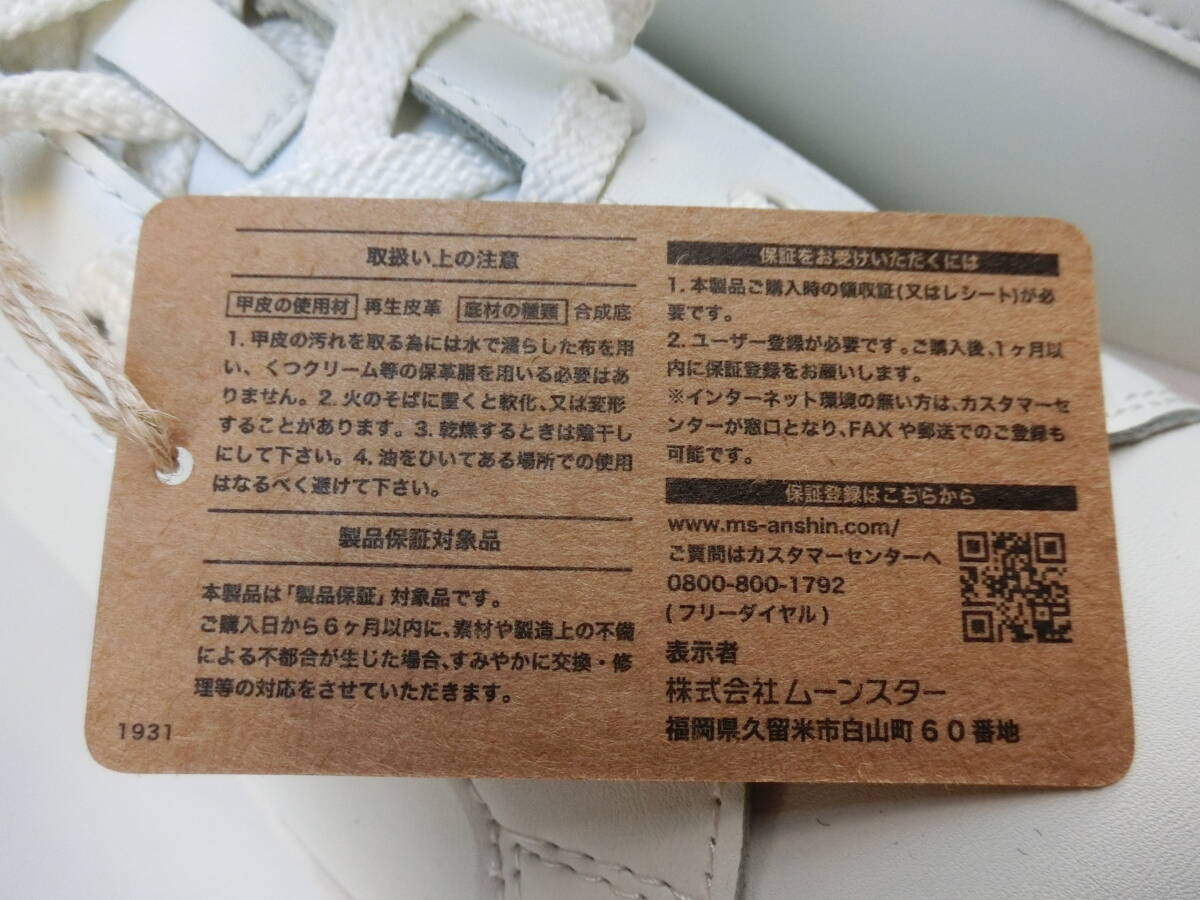 取扱い上の注意
甲皮の使用材 再生皮革 底材の種類 合成底
1. 甲皮の汚れを取る為には水で濡らした布を用
い、くつクリーム等の保革脂を用いる必要はあ
りません。2. 火のそばに置くと軟化、又は変形
することがあります。3. 乾燥するときは陰干し
にして下さい。4. 油をひいてある場所での使用
はなるべく避けて下さい。
製品保証対象品
本製品は「製品保証」対象品です。
ご購入日から6ヶ月以内に、素材や製造上の不備
による不都合が生じた場合、すみやかに交換・修
理等の対応をさせていただきます。
1931
保証をお受けいただくには
1. 本製品ご購入時の領収証(又はレシート)が必
要です。
2. ユーザー登録が必要です。ご購入後、1ヶ月以
内に保証登録をお願いします。
※インターネット環境の無い方は、カスタマーセ
ンターが窓口となり、FAXや郵送でのご登録も
可能です。
保証登録はこちらから
www.ms-anshin.com/
ご質問はカスタマーセンターへ
0800-800-1792
(フリーダイヤル)
表示者
株式会社ムーンスター
福岡県久留米市白山町60番地